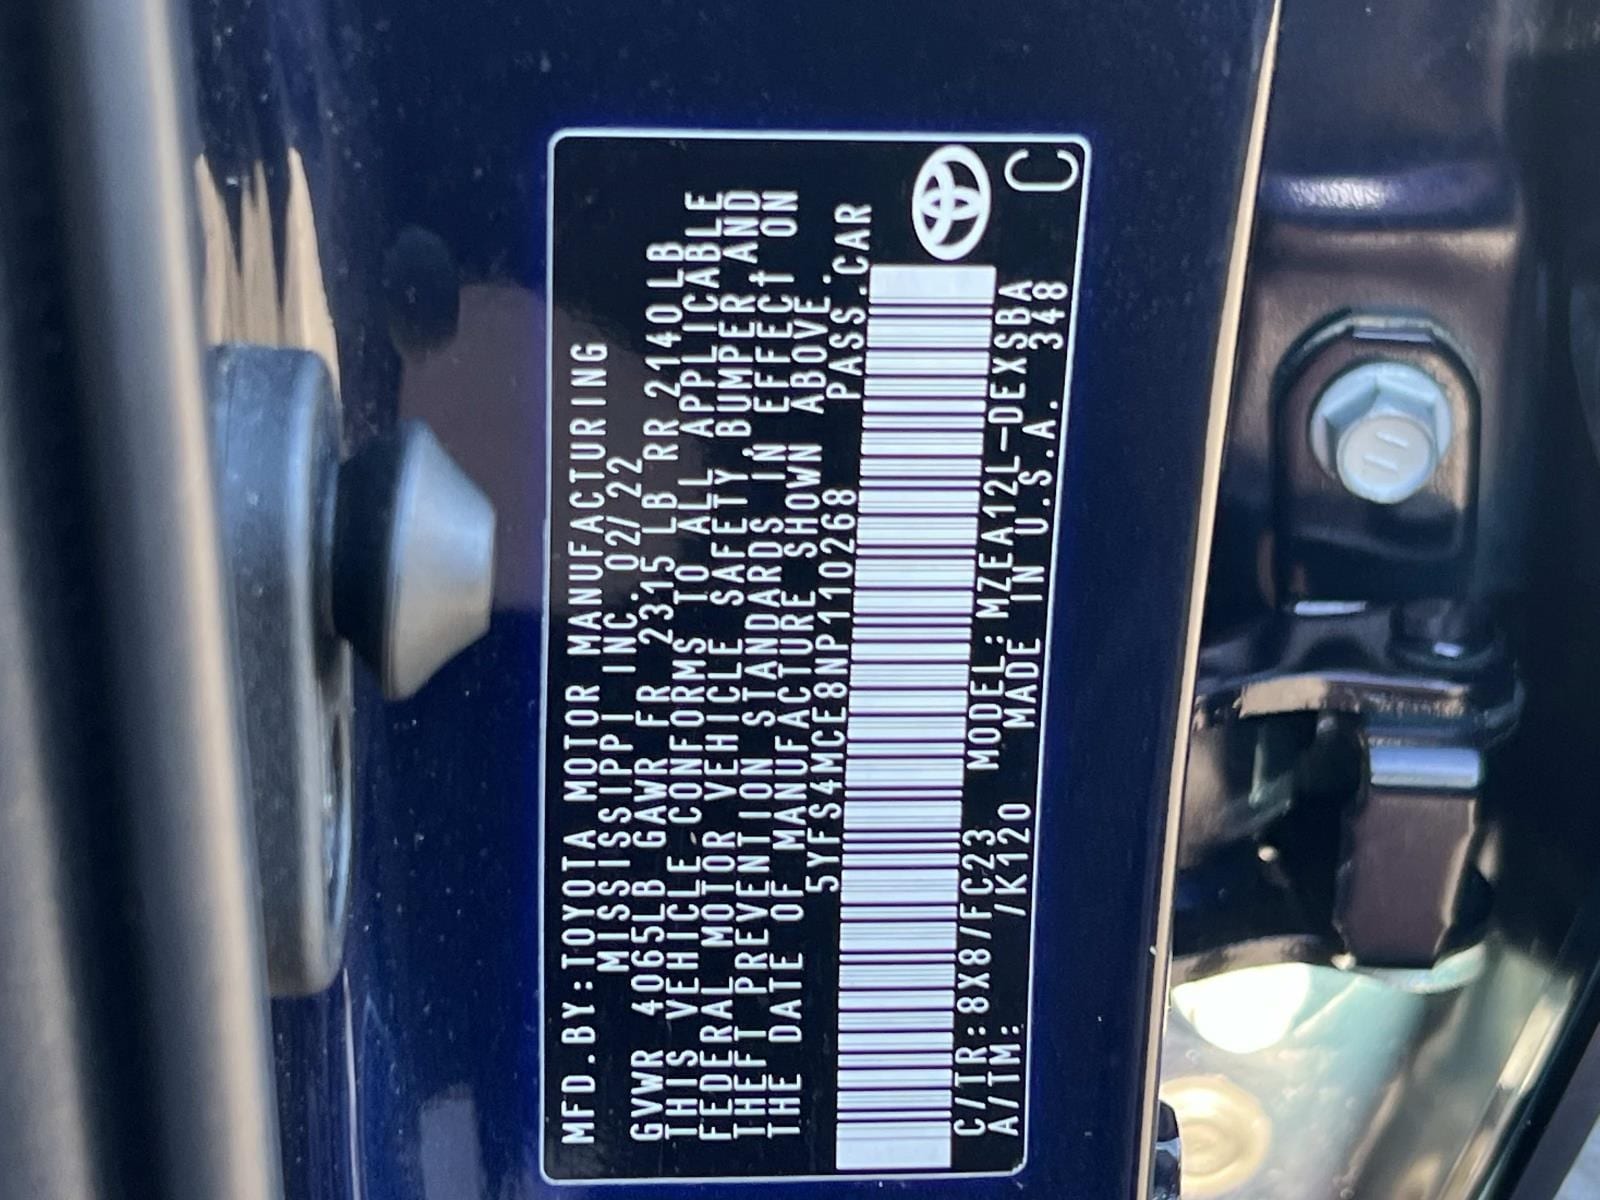 MFD.BY:TOYOTA MOTOR MANUFACTURING
MISSISSIPPI INC. 02/22
GVWR 4065LB GAWR FR 2315LB RR 2140LB
THIS VEHICLE CONFORMS TO ALL APPLICABLE
FEDERAL MOTOR VEHICLE SAFETY, BUMPER AND
THEFT PREVENTION STANDARDS IN EFFECT ON
THE DATE OF MANUFACTURE SHOWN ABOVE.
5YFS4MCE8NP110268 PASS.CAR
C/TR:8X8/FC23 MODEL:MZEA12L-DEXSBA
A/TM: /K120 MADE IN U.S.A. 348
C